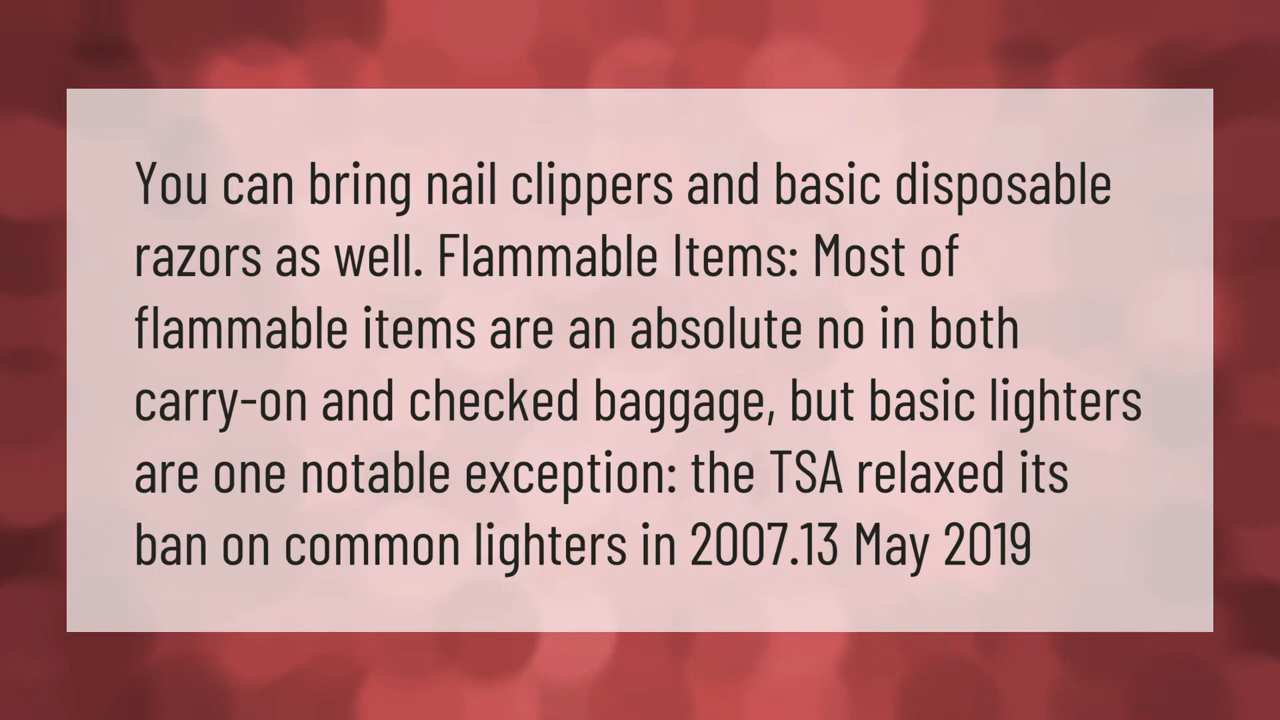 You can bring nail clippers and basic disposable
razors as well. Flammable Items: Most of
flammable items are an absolute no in both
carry-on and checked baggage, but basic lighters
are one notable exception: the TSA relaxed its
ban on common lighters in 2007.13 May 2019